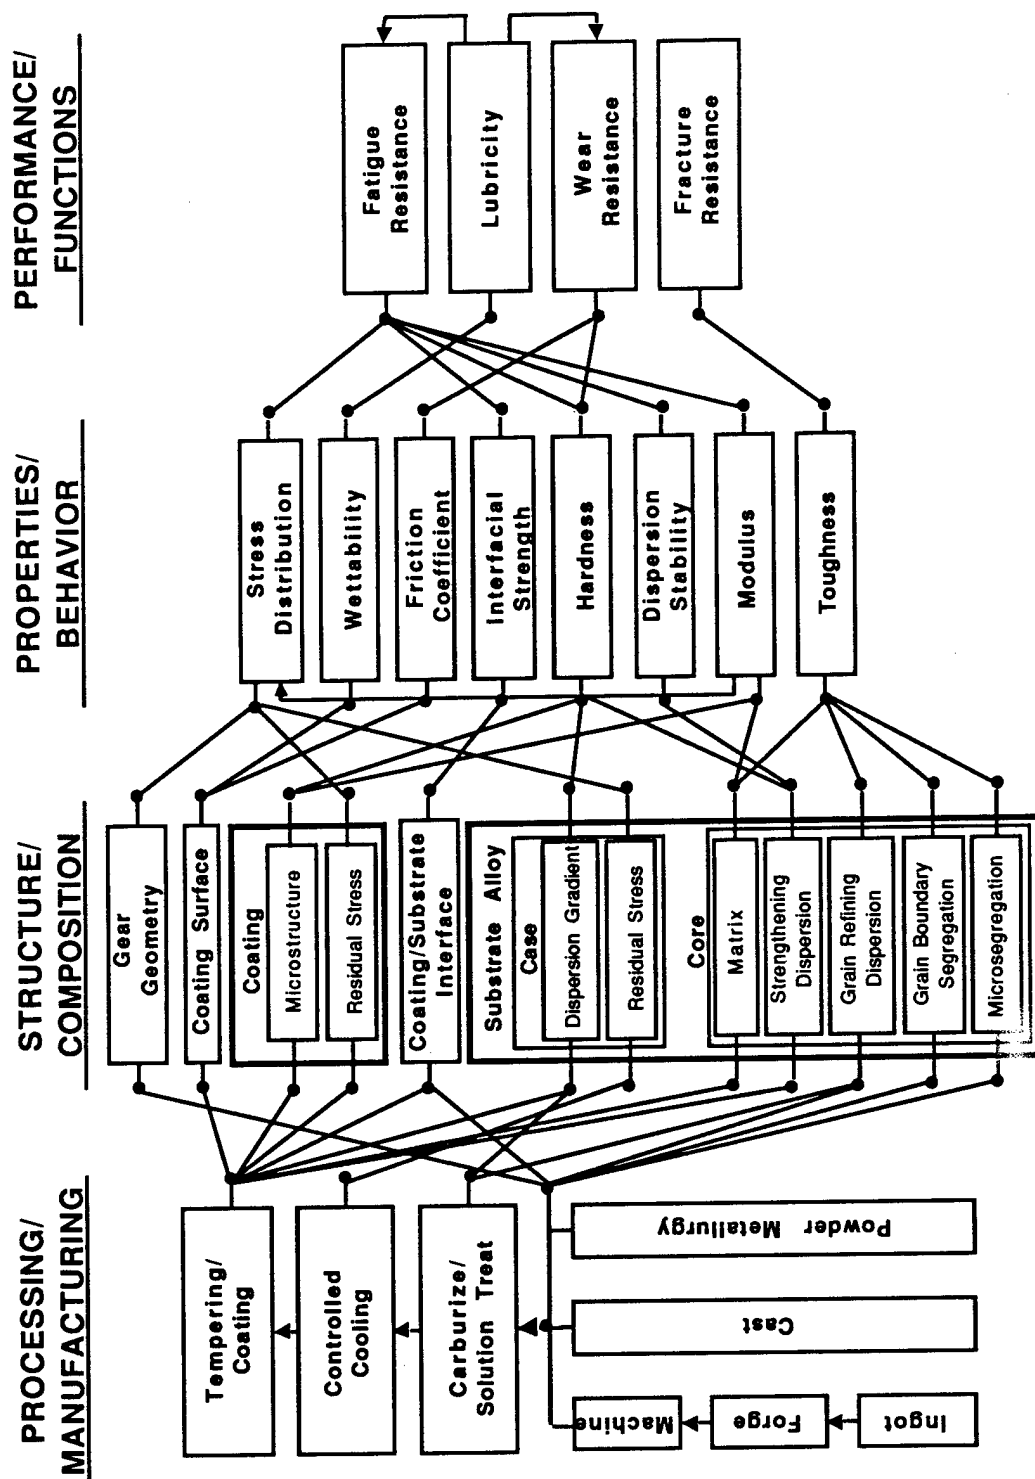 PROCESSING/
MANUFACTURING
Tempering/
Coating
Controlled
Cooling
Carburize/
Solution Treat
Machine
Forge
Ingot
Cast
Powder Metallurgy
STRUCTURE/
COMPOSITION
Gear
Geometry
Coating Surface
Coating
Microstructure
Residual Stress
Coating/Substrate
Interface
Substrate Alloy
Case
Dispersion Gradient
Residual Stress
Core
Matrix
Strengthening
Dispersion
Grain Refining
Dispersion
Grain Boundary
Segregation
Microsegregation
PROPERTIES/
BEHAVIOR
Stress
Distribution
Wettability
Friction
Coefficient
Interfacial
Strength
Hardness
Dispersion
Stability
Modulus
Toughness
PERFORMANCE/
FUNCTIONS
Fatigue
Resistance
Lubricity
Wear
Resistance
Fracture
Resistance